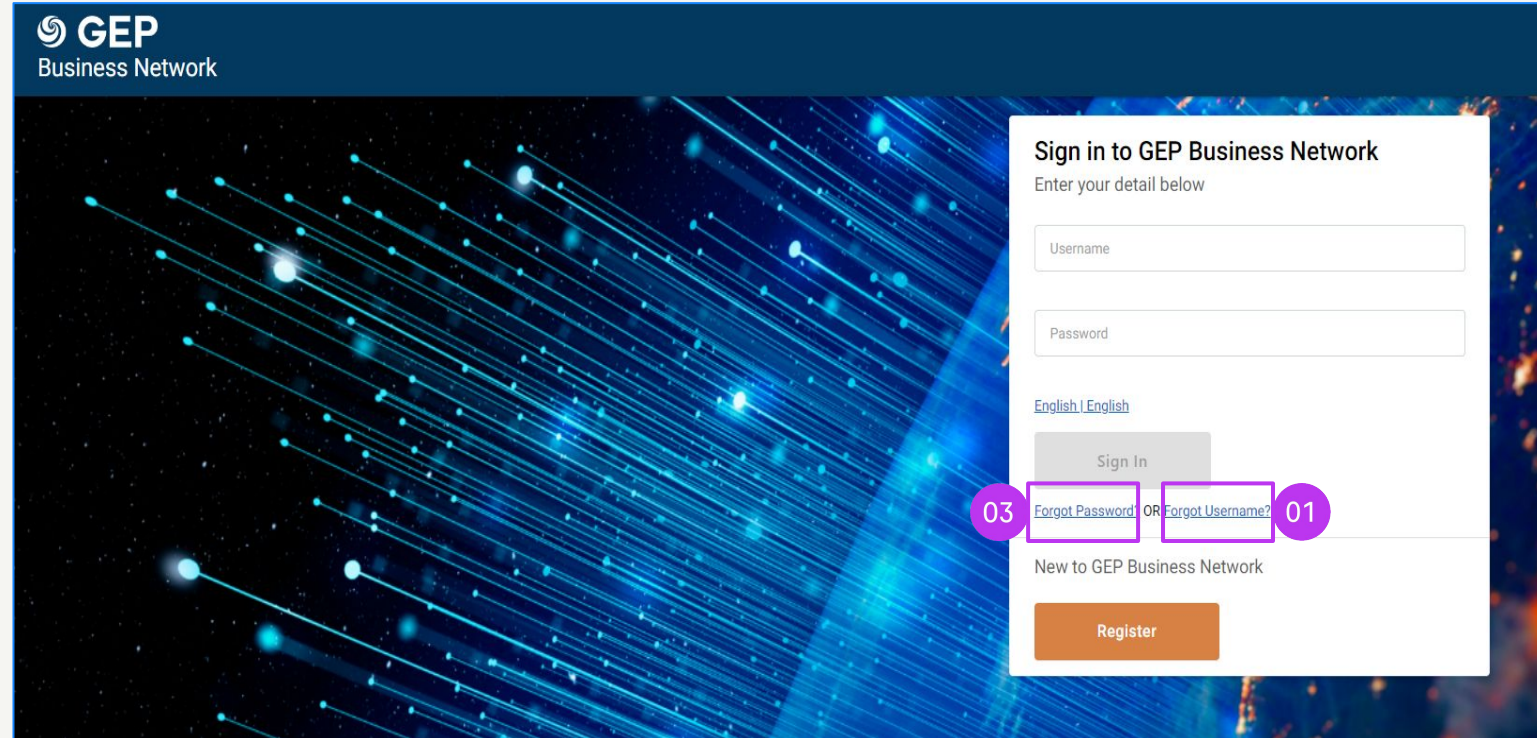 GEP
Business Network
Sign in to GEP Business Network
Enter your detail below
Username
Password
English | English
Sign In
03 Forgot Password? OR Forgot Username? 01
New to GEP Business Network
Register